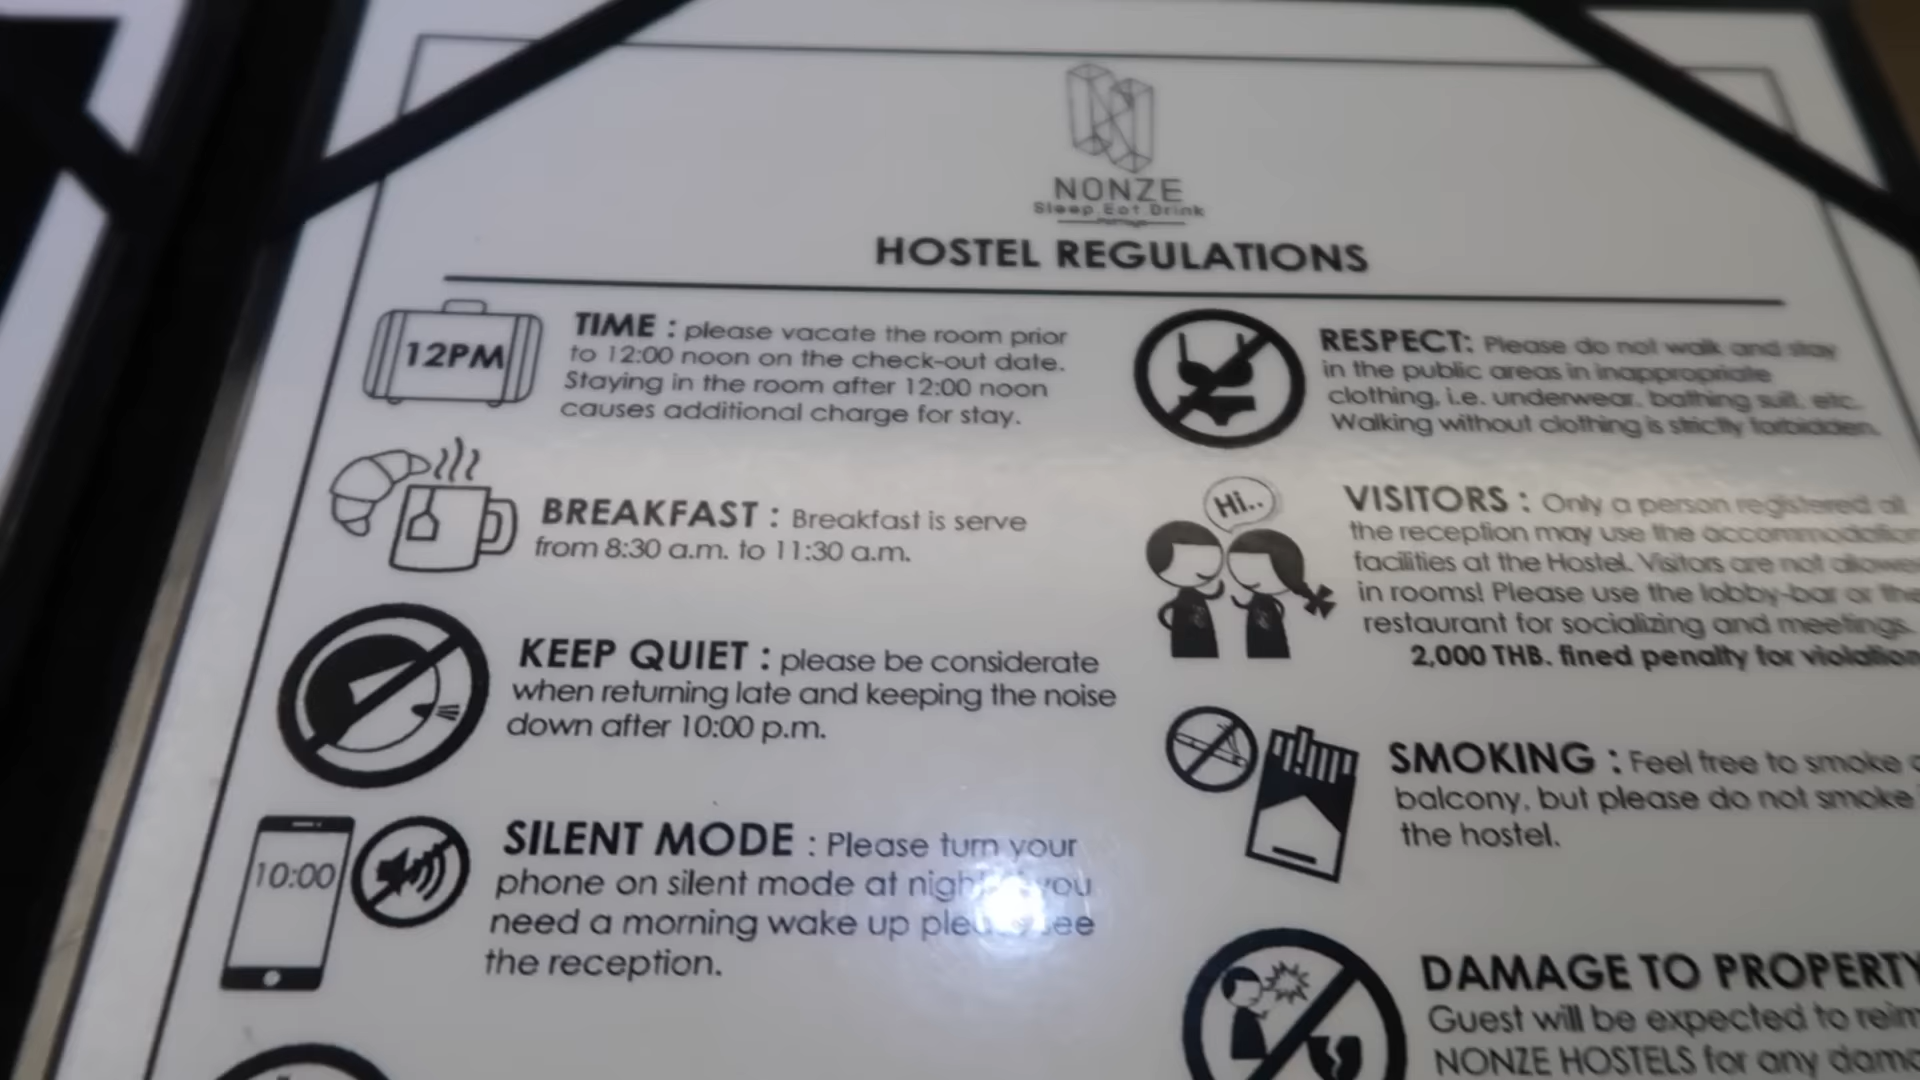 NONZE
Sleep Eat Drink
HOSTEL REGULATIONS
12PM
TIME : please vacate the room prior
to 12:00 noon on the check-out date.
Staying in the room after 12:00 noon
causes additional charge for stay.
BREAKFAST : Breakfast is serve
from 8:30 a.m. to 11:30 a.m.
KEEP QUIET : please be considerate
when returning late and keeping the noise
down after 10:00 p.m.
10:00
SILENT MODE : Please turn your
phone on silent mode at you
need a morning wake up
the reception.
RESPECT: Please do not walk and stay
in the public areas in inappropriate
clothing, i.e. underwear, bathing suit, etc.
Walking without clothing is strictly forbidden.
Hi..
VISITORS : Only a person registered at
the reception may use the accommodation
facilities at the Hostel. Visitors are not
in rooms! Please use the lobby-bar or the
restaurant for socializing and meetings.
2,000 THB. fined penalty for violation
SMOKING : Feel free to smoke
balcony, but please do not smoke
the hostel.
DAMAGE TO PROPERTY
Guest will be expected to
NONZE HOSTELS for any